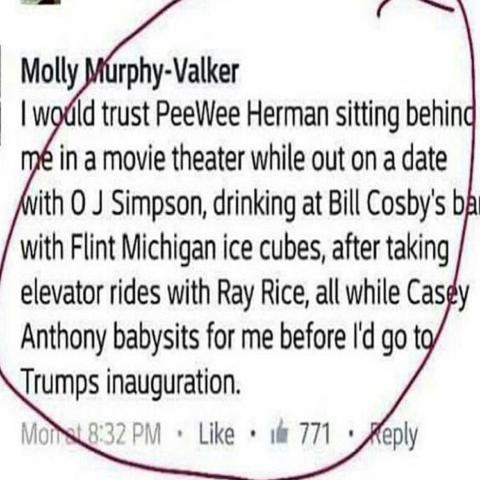 Molly Murphy-Valker
I would trust PeeWee Herman sitting behind
me in a movie theater while out on a date
with O J Simpson, drinking at Bill Cosby's
with Flint Michigan ice cubes, after taking
elevator rides with Ray Rice, all while Casey
Anthony babysits for me before I'd go to
Trumps inauguration.
Mon at 8:32 PM · Like · 771 · Reply